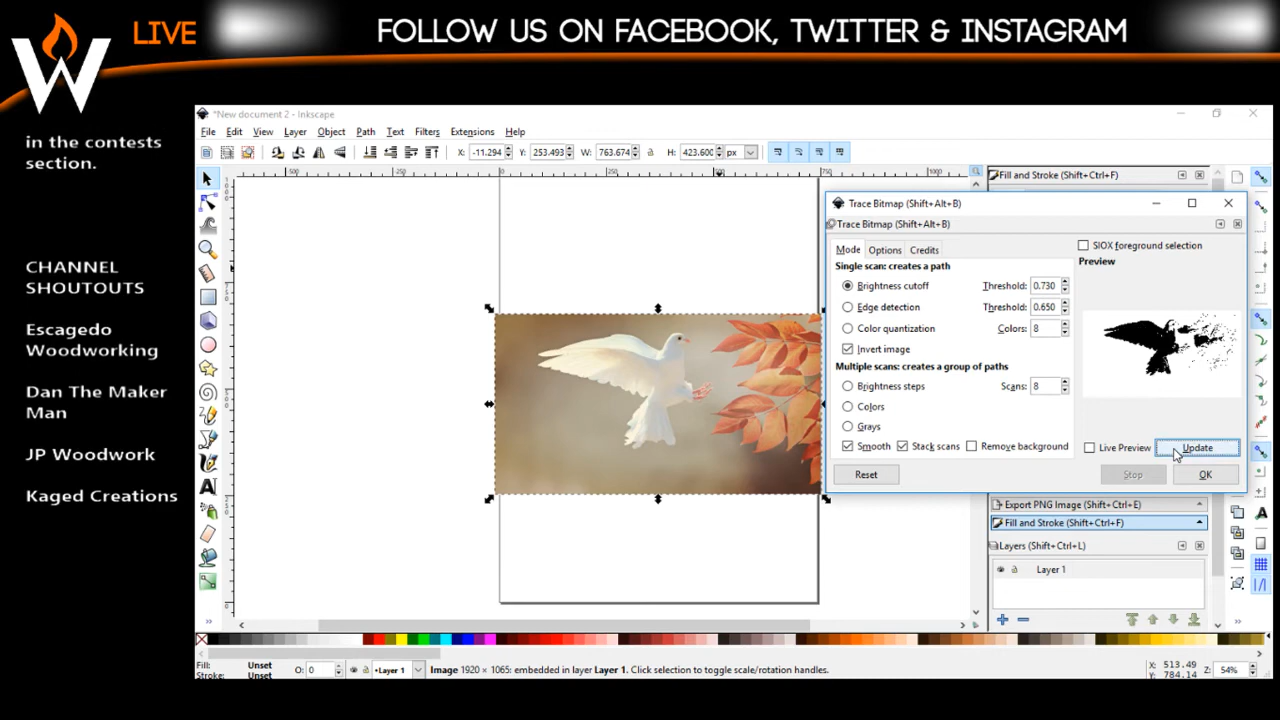 W
LIVE
FOLLOW US ON FACEBOOK, TWITTER & INSTAGRAM
in the contests
section.
CHANNEL
SHOUTOUTS
Escagedo
Woodworking
Dan The Maker
Man
JP Woodwork
Kaged Creations
*New document 2 - Inkscape
File Edit View Layer Object Path Text Filters Extensions Help
X: -11.294 Y: 253.493 W: 763.674 H: 423.600 px
Fill and Stroke (Shift+Ctrl+F)
Trace Bitmap (Shift+Alt+B)
Trace Bitmap (Shift+Alt+B)
Mode Options Credits
SIOX foreground selection
Single scan: creates a path
Preview
Brightness cutoff Threshold: 0.730
Edge detection Threshold: 0.650
Color quantization Colors: 8
Invert image
Multiple scans: creates a group of paths
Brightness steps Scans: 8
Colors
Grays
Smooth Stack scans Remove background
Live Preview Update
Reset Stop OK
Export PNG Image (Shift+Ctrl+E)
Fill and Stroke (Shift+Ctrl+F)
Layers (Shift+Ctrl+L)
Layer 1
Fill: Unset
Stroke: Unset
O: 0
Layer 1
Image 1920 × 1065: embedded in layer Layer 1. Click selection to toggle scale/rotation handles.
X: 513.49
Y: 784.14
Z: 54%